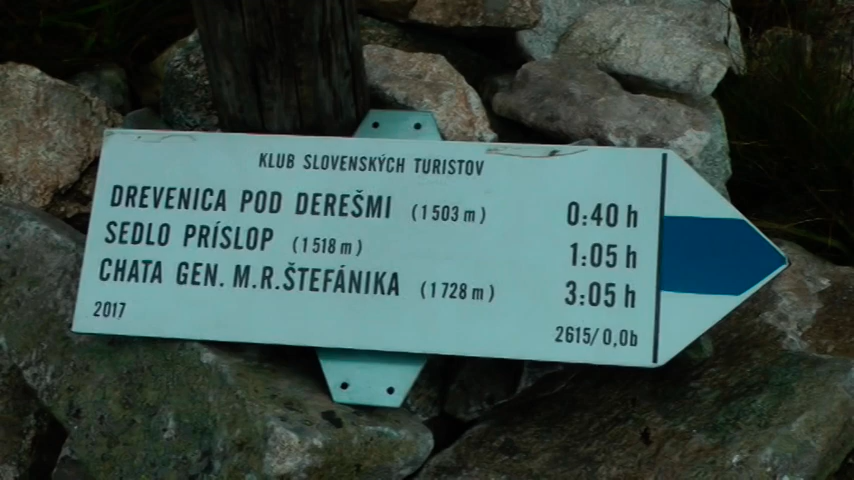 KLUB SLOVENSKÝCH TURISTOV
DREVENICA POD DEREŠMI (1503 m) 0:40 h
SEDLO PRÍSLOP (1518 m) 1:05 h
CHATA GEN. M.R.ŠTEFÁNIKA (1728 m) 3:05 h
2017 2615/0,0b